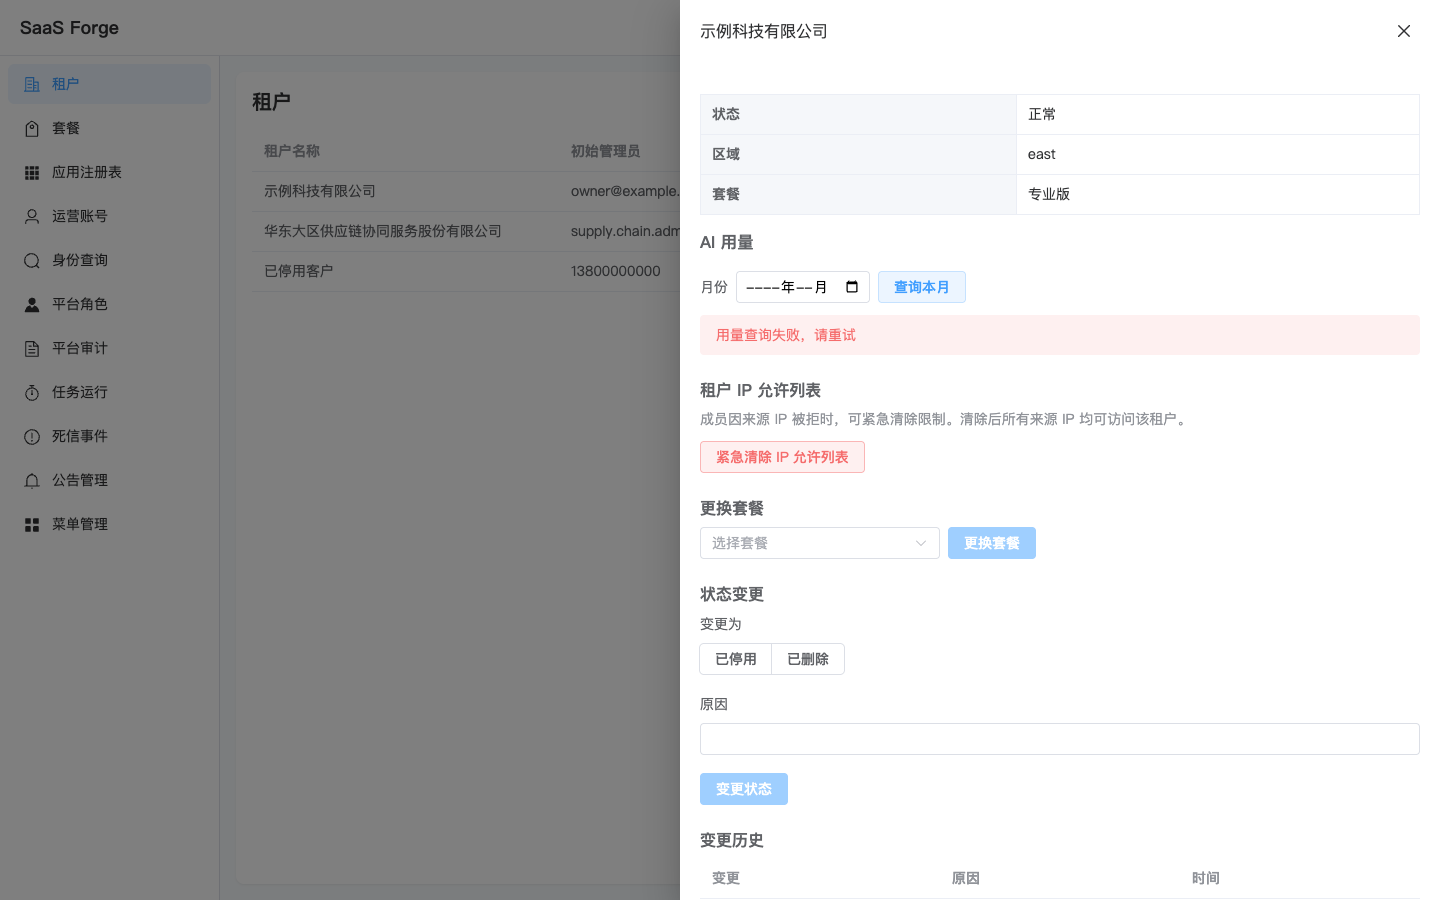 SaaS Forge
租户
套餐
应用注册表
运营账号
身份查询
平台角色
平台审计
任务运行
死信事件
公告管理
菜单管理
租户
租户名称 初始管理员
示例科技有限公司 owner@example.
华东大区供应链协同服务股份有限公司 supply.chain.adm
已停用客户 13800000000
示例科技有限公司
状态 正常
区域 east
套餐 专业版
AI 用量
月份 ----年--月 查询本月
用量查询失败，请重试
租户 IP 允许列表
成员因来源 IP 被拒时，可紧急清除限制。清除后所有来源 IP 均可访问该租户。
紧急清除 IP 允许列表
更换套餐
选择套餐 更换套餐
状态变更
变更为
已停用 已删除
原因
变更状态
变更历史
变更 原因 时间